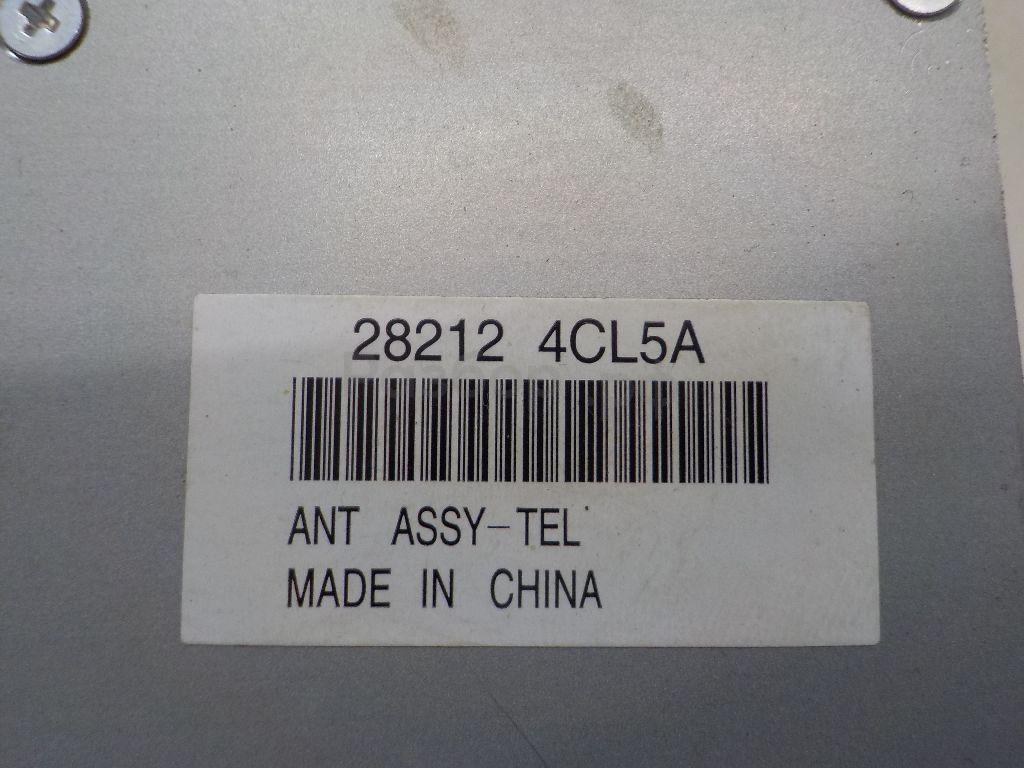 28212 4CL5A
ANT ASSY-TEL
MADE IN CHINA